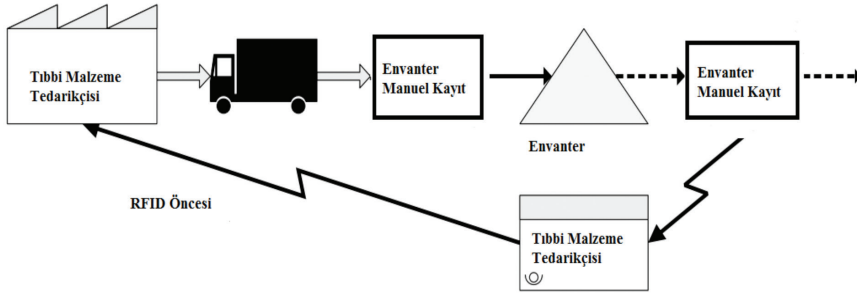 Tıbbi Malzeme
Tedarikçisi
Envanter
Manuel Kayıt
Envanter
Envanter
Manuel Kayıt
RFID Öncesi
Tıbbi Malzeme
Tedarikçisi